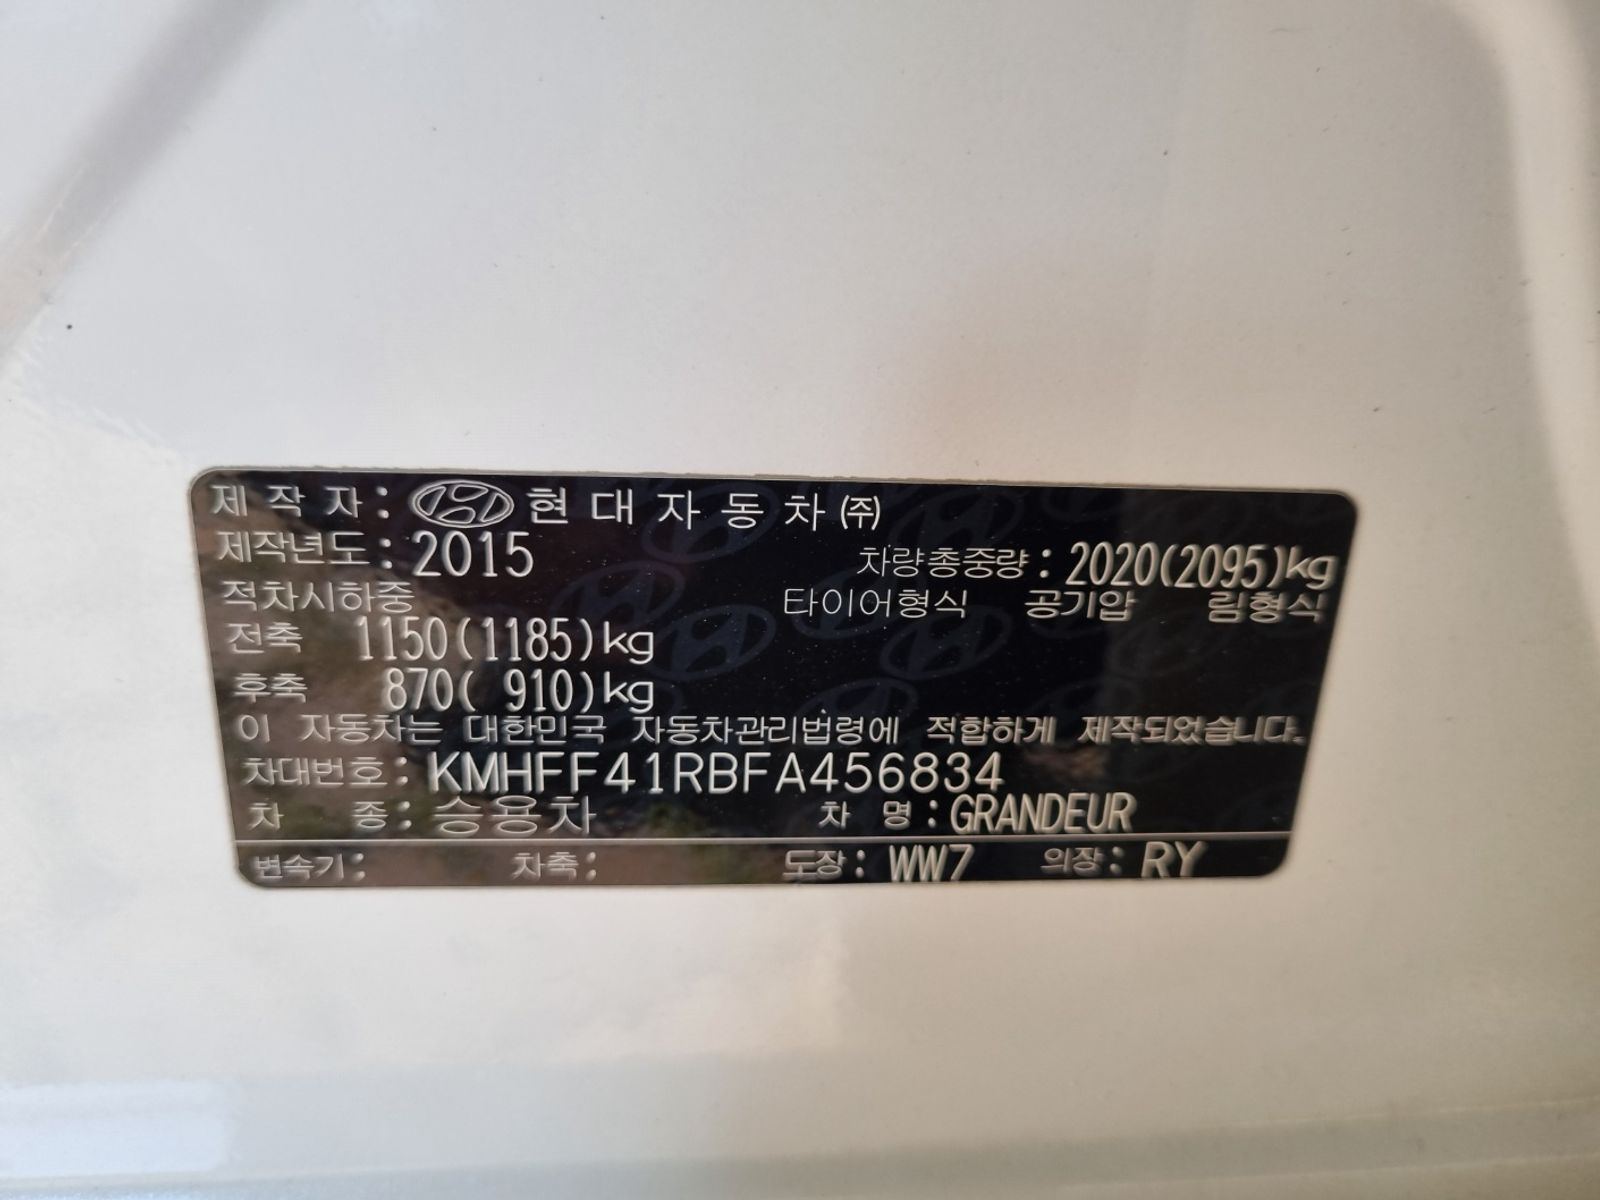 제 작 자 : 현 대 자 동 차 ㈜
제작년도 : 2015 차량총중량 : 2020(2095)kg
적차시하중 타이어형식 공기압 림형식
전축 1150(1185)kg
후축 870( 910)kg
이 자동차는 대한민국 자동차관리법령에 적합하게 제작되었습니다.
차대번호 : KMHFF41RBFA456834
차 종 : 승용차 차 명 : GRANDEUR
변속기 : 차축 : 도장 : WW7 의장 : RY